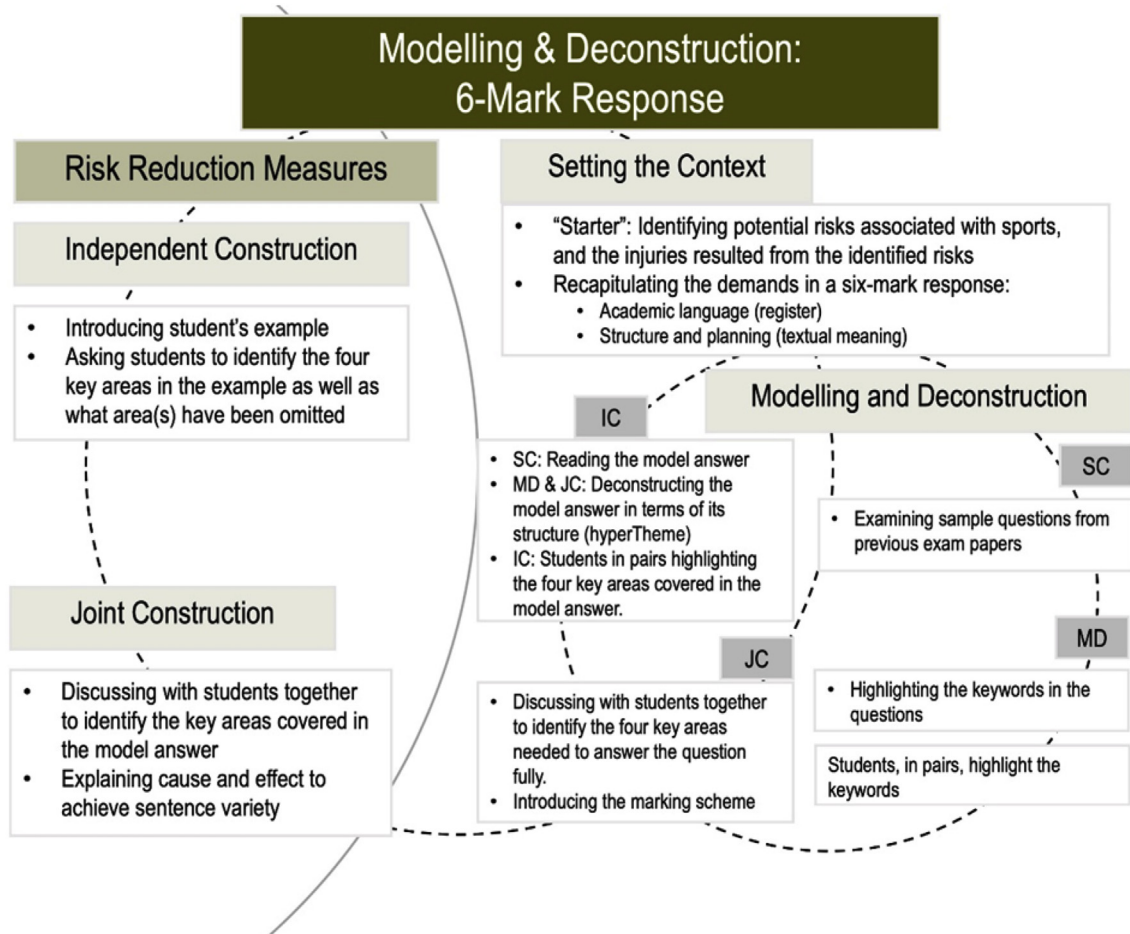 Modelling & Deconstruction:
6-Mark Response
Risk Reduction Measures
Setting the Context
• “Starter”: Identifying potential risks associated with sports,
and the injuries resulted from the identified risks
• Recapitulating the demands in a six-mark response:
• Academic language (register)
• Structure and planning (textual meaning)
Independent Construction
• Introducing student’s example
• Asking students to identify the four
key areas in the example as well as
what area(s) have been omitted
Modelling and Deconstruction
IC
• SC: Reading the model answer
• MD & JC: Deconstructing the
model answer in terms of its
structure (hyperTheme)
• IC: Students in pairs highlighting
the four key areas covered in the
model answer.
SC
• Examining sample questions from
previous exam papers
MD
• Highlighting the keywords in the
questions
Students, in pairs, highlight the
keywords
JC
• Discussing with students together
to identify the four key areas
needed to answer the question
fully.
• Introducing the marking scheme
Joint Construction
• Discussing with students together
to identify the key areas covered in
the model answer
• Explaining cause and effect to
achieve sentence variety